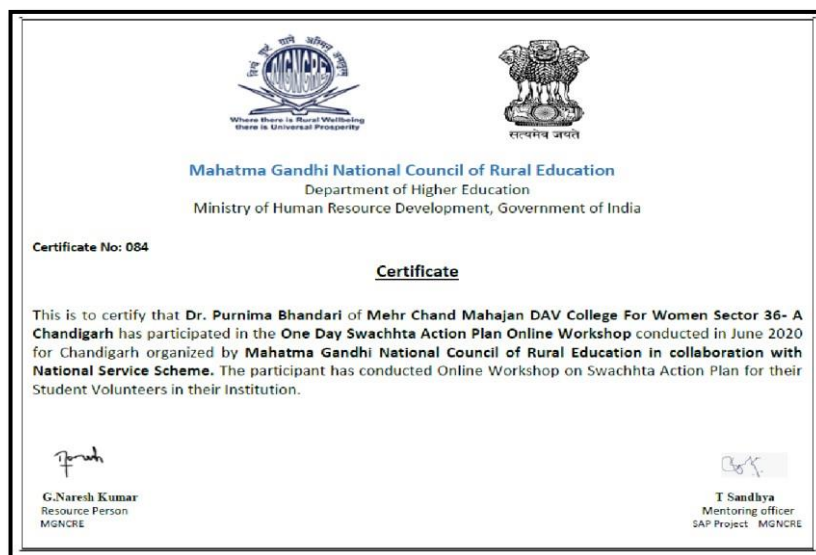 MGNCRE
Where there is Rural Wellbeing
there is Universal Prosperity
सत्यमेव जयते
Mahatma Gandhi National Council of Rural Education
Department of Higher Education
Ministry of Human Resource Development, Government of India
Certificate No: 084
Certificate
This is to certify that Dr. Purnima Bhandari of Mehr Chand Mahajan DAV College For Women Sector 36- A
Chandigarh has participated in the One Day Swachhta Action Plan Online Workshop conducted in June 2020
for Chandigarh organized by Mahatma Gandhi National Council of Rural Education in collaboration with
National Service Scheme. The participant has conducted Online Workshop on Swachhta Action Plan for their
Student Volunteers in their Institution.
G.Naresh Kumar
Resource Person
MGNCRE
T Sandhya
Mentoring officer
SAP Project MGNCRE